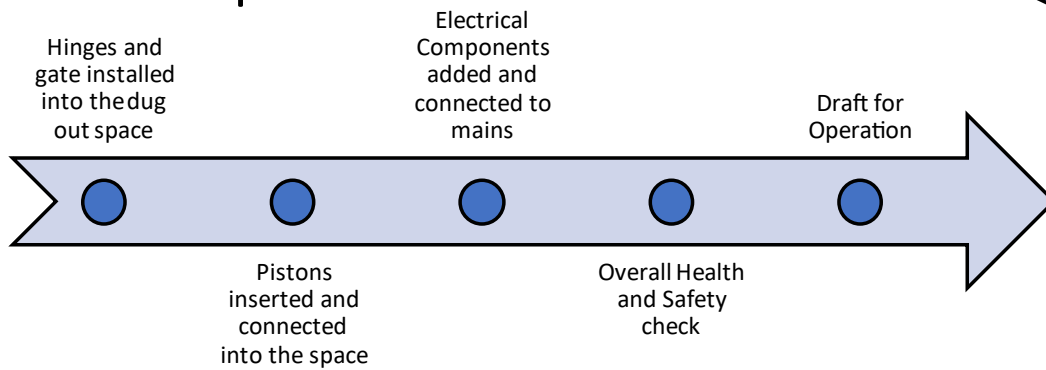 Hinges and
gate installed
into the dug
out space
Pistons
inserted and
connected
into the space
Electrical
Components
added and
connected to
mains
Overall Health
and Safety
check
Draft for
Operation